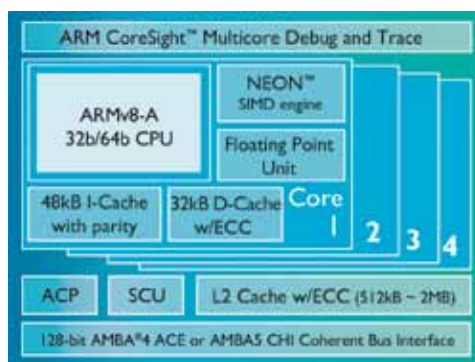 ARM CoreSight™ Multicore Debug and Trace
ARMv8-A
32b/64b CPU
NEON™
SIMD engine
Floating Point
Unit
48kB I-Cache
with parity
32kB D-Cache
w/ECC
Core
1
2
3
4
ACP
SCU
L2 Cache w/ECC (512kB ~ 2MB)
128-bit AMBA®4 ACE or AMBA5 CHI Coherent Bus Interface